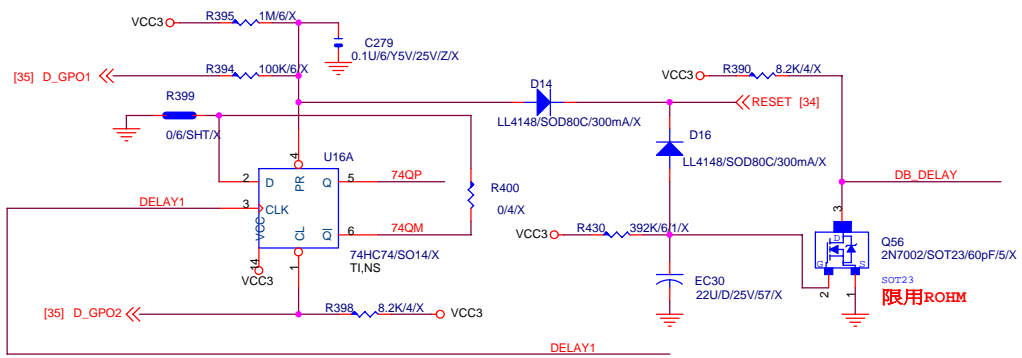 VCC3 R395 1M/6/X
C279
0.1U/6/Y5V/25V/Z/X
[35] D_GPO1 R394 100K/6/X
VCC3 R390 8.2K/4/X
R399
D14
RESET [34]
0/6/SHT/X
LL4148/SOD80C/300mA/X
D16
LL4148/SOD80C/300mA/X
4 U16A
2 D PR Q 5 74QP
R400
0/4/X
DB_DELAY
DELAY1 3 CLK
VCC CL Q| 6 74QM
3
VCC3 R430 392K/6/1/X
D
G S
Q56
2N7002/SOT23/60pF/5/X
74HC74/SO14/X
TI,NS
14 1
VCC3
EC30
22U/D/25V/57/X
2 1
SOT23
限用ROHM
[35] D_GPO2 R398 8.2K/4/X VCC3
DELAY1